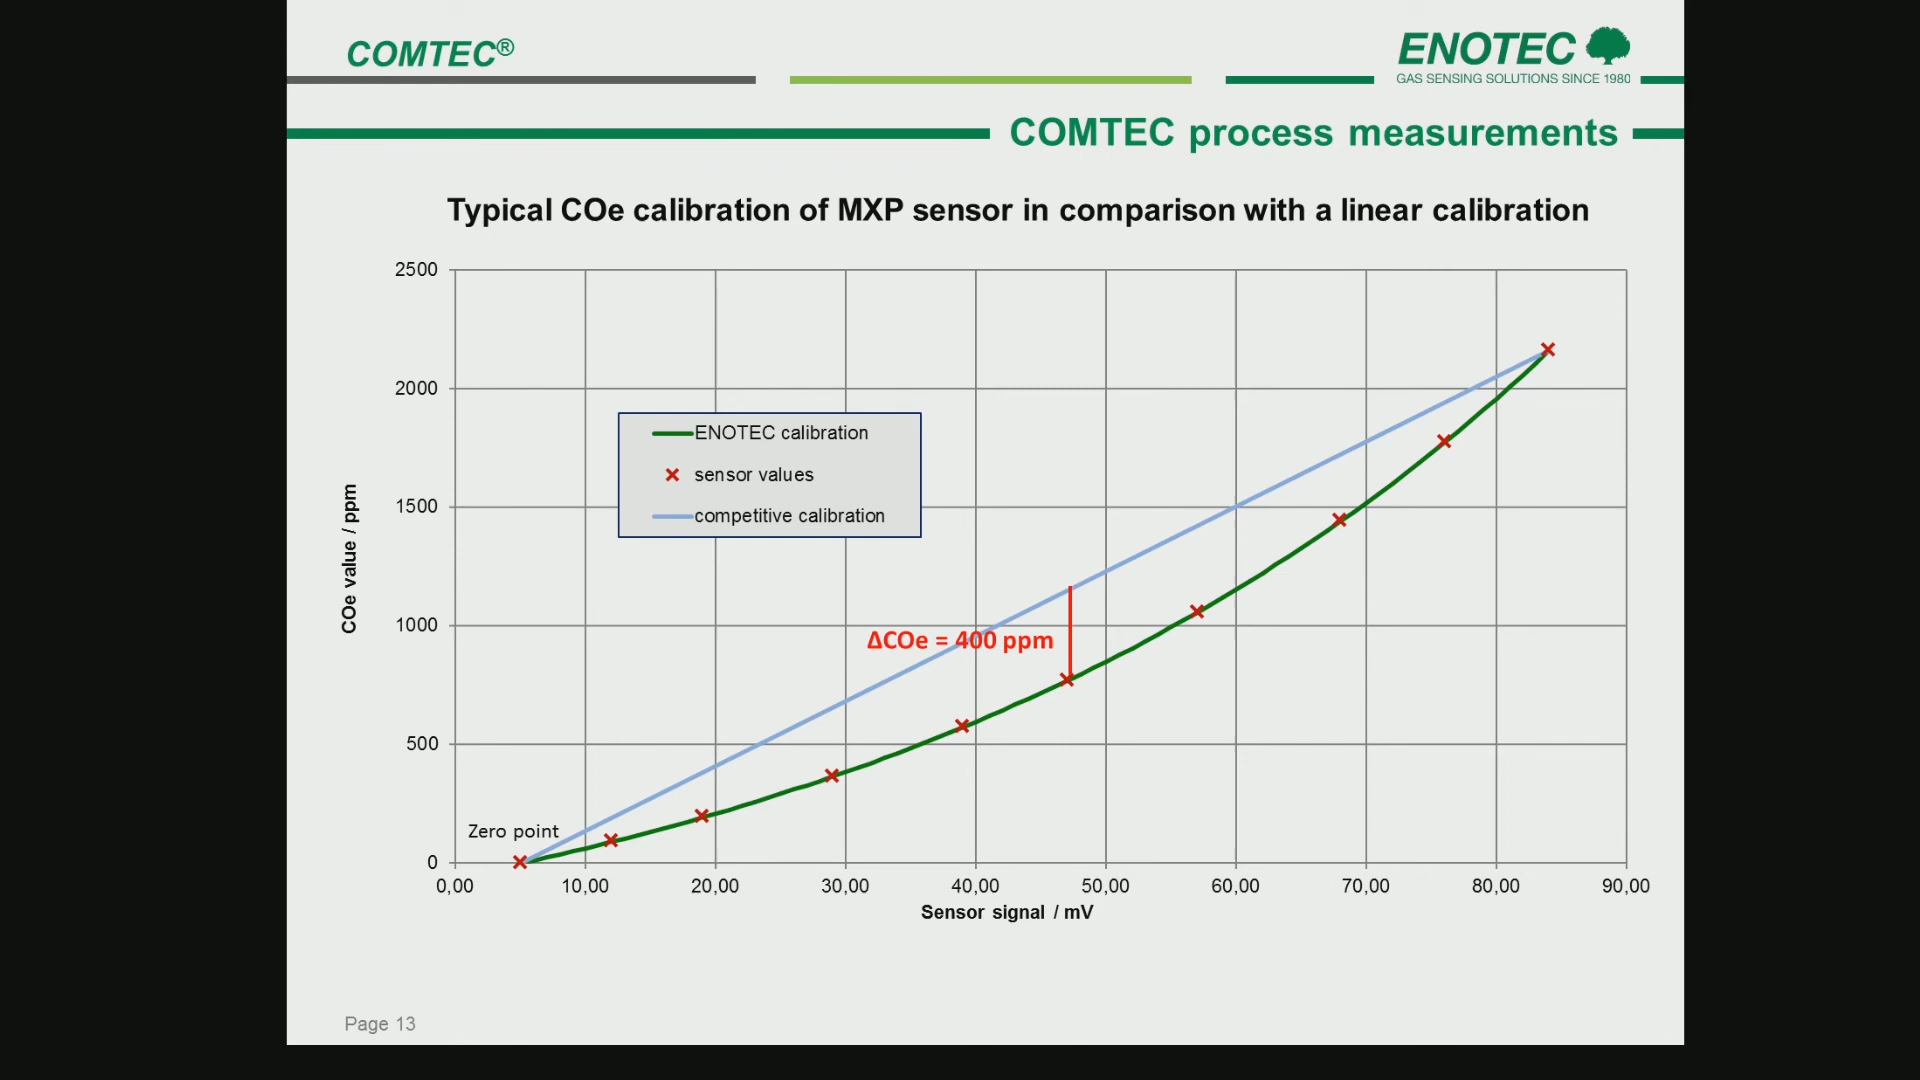 COMTEC®
ENOTEC
GAS SENSING SOLUTIONS SINCE 1980
COMTEC process measurements
Typical COe calibration of MXP sensor in comparison with a linear calibration
2500
2000
1500
1000
500
0
COe value / ppm
ENOTEC calibration
sensor values
competitive calibration
ΔCOe = 400 ppm
Zero point
0,00 10,00 20,00 30,00 40,00 50,00 60,00 70,00 80,00 90,00
Sensor signal / mV
Page 13